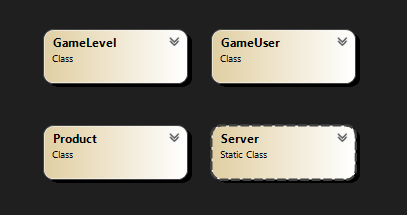 GameLevel
Class
GameUser
Class
Product
Class
Server
Static Class